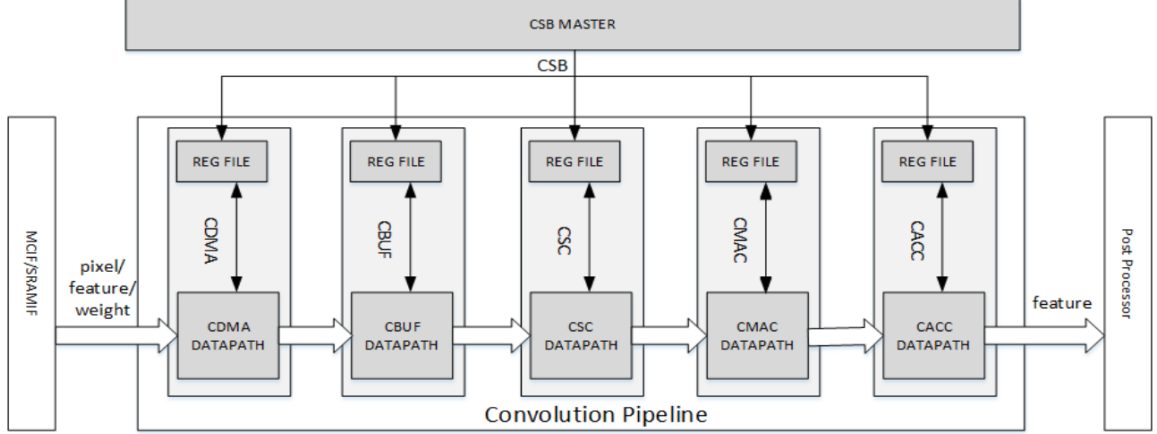 CSB MASTER
CSB
REG FILE
REG FILE
REG FILE
REG FILE
REG FILE
CDMA
CBUF
CSC
CMAC
CACC
MCIF/SRAMIF
pixel/
feature/
weight
CDMA
DATAPATH
CBUF
DATAPATH
CSC
DATAPATH
CMAC
DATAPATH
CACC
DATAPATH
feature
Post Processor
Convolution Pipeline